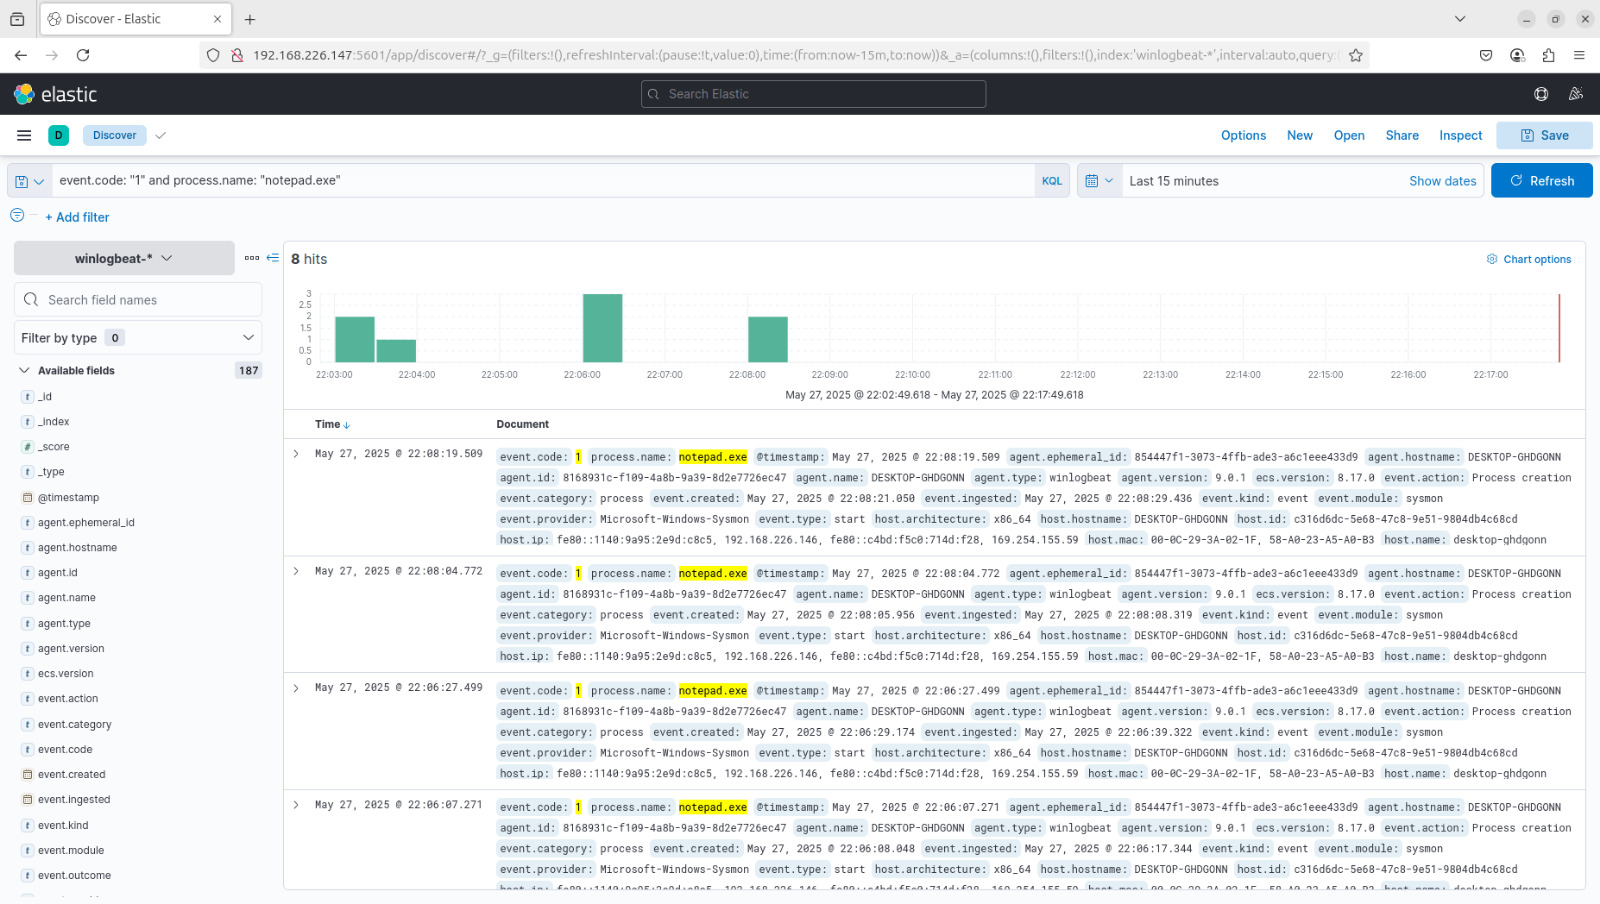 Discover - Elastic
192.168.226.147:5601/app/discover#/?_g=(filters:!(),refreshInterval:(pause:!t,value:0),time:(from:now-15m,to:now))&_a=(columns:!(),filters:!(),index:'winlogbeat-*',interval:auto,query:(
elastic
Search Elastic
D Discover
Options New Open Share Inspect Save
event.code: "1" and process.name: "notepad.exe"
KQL
Last 15 minutes
Show dates
Refresh
+ Add filter
winlogbeat-*
Search field names
Filter by type 0
Available fields 187
t _id
t _index
# _score
t _type
@timestamp
t agent.ephemeral_id
t agent.hostname
t agent.id
t agent.name
t agent.type
t agent.version
t ecs.version
t event.action
t event.category
t event.code
event.created
event.ingested
t event.kind
t event.module
t event.outcome
8 hits
Chart options
3
2.5
2
1.5
1
0.5
0
22:03:00 22:04:00 22:05:00 22:06:00 22:07:00 22:08:00 22:09:00 22:10:00 22:11:00 22:12:00 22:13:00 22:14:00 22:15:00 22:16:00 22:17:00
May 27, 2025 @ 22:02:49.618 - May 27, 2025 @ 22:17:49.618
Time Document
May 27, 2025 @ 22:08:19.509 event.code: 1 process.name: notepad.exe @timestamp: May 27, 2025 @ 22:08:19.509 agent.ephemeral_id: 854447f1-3073-4ffb-ade3-a6c1eee433d9 agent.hostname: DESKTOP-GHDGONN
agent.id: 8168931c-f109-4a8b-9a39-8d2e7726ec47 agent.name: DESKTOP-GHDGONN agent.type: winlogbeat agent.version: 9.0.1 ecs.version: 8.17.0 event.action: Process creation
event.category: process event.created: May 27, 2025 @ 22:08:21.050 event.ingested: May 27, 2025 @ 22:08:29.436 event.kind: event event.module: sysmon
event.provider: Microsoft-Windows-Sysmon event.type: start host.architecture: x86_64 host.hostname: DESKTOP-GHDGONN host.id: c316d6dc-5e68-47c8-9e51-9804db4c68cd
host.ip: fe80::1140:9a95:2e9d:c8c5, 192.168.226.146, fe80::c4bd:f5c0:714d:f28, 169.254.155.59 host.mac: 00-0C-29-3A-02-1F, 58-A0-23-A5-A0-B3 host.name: desktop-ghdgonn
May 27, 2025 @ 22:08:04.772 event.code: 1 process.name: notepad.exe @timestamp: May 27, 2025 @ 22:08:04.772 agent.ephemeral_id: 854447f1-3073-4ffb-ade3-a6c1eee433d9 agent.hostname: DESKTOP-GHDGONN
agent.id: 8168931c-f109-4a8b-9a39-8d2e7726ec47 agent.name: DESKTOP-GHDGONN agent.type: winlogbeat agent.version: 9.0.1 ecs.version: 8.17.0 event.action: Process creation
event.category: process event.created: May 27, 2025 @ 22:08:05.956 event.ingested: May 27, 2025 @ 22:08:08.319 event.kind: event event.module: sysmon
event.provider: Microsoft-Windows-Sysmon event.type: start host.architecture: x86_64 host.hostname: DESKTOP-GHDGONN host.id: c316d6dc-5e68-47c8-9e51-9804db4c68cd
host.ip: fe80::1140:9a95:2e9d:c8c5, 192.168.226.146, fe80::c4bd:f5c0:714d:f28, 169.254.155.59 host.mac: 00-0C-29-3A-02-1F, 58-A0-23-A5-A0-B3 host.name: desktop-ghdgonn
May 27, 2025 @ 22:06:27.499 event.code: 1 process.name: notepad.exe @timestamp: May 27, 2025 @ 22:06:27.499 agent.ephemeral_id: 854447f1-3073-4ffb-ade3-a6c1eee433d9 agent.hostname: DESKTOP-GHDGONN
agent.id: 8168931c-f109-4a8b-9a39-8d2e7726ec47 agent.name: DESKTOP-GHDGONN agent.type: winlogbeat agent.version: 9.0.1 ecs.version: 8.17.0 event.action: Process creation
event.category: process event.created: May 27, 2025 @ 22:06:29.174 event.ingested: May 27, 2025 @ 22:06:39.322 event.kind: event event.module: sysmon
event.provider: Microsoft-Windows-Sysmon event.type: start host.architecture: x86_64 host.hostname: DESKTOP-GHDGONN host.id: c316d6dc-5e68-47c8-9e51-9804db4c68cd
host.ip: fe80::1140:9a95:2e9d:c8c5, 192.168.226.146, fe80::c4bd:f5c0:714d:f28, 169.254.155.59 host.mac: 00-0C-29-3A-02-1F, 58-A0-23-A5-A0-B3 host.name: desktop-ghdgonn
May 27, 2025 @ 22:06:07.271 event.code: 1 process.name: notepad.exe @timestamp: May 27, 2025 @ 22:06:07.271 agent.ephemeral_id: 854447f1-3073-4ffb-ade3-a6c1eee433d9 agent.hostname: DESKTOP-GHDGONN
agent.id: 8168931c-f109-4a8b-9a39-8d2e7726ec47 agent.name: DESKTOP-GHDGONN agent.type: winlogbeat agent.version: 9.0.1 ecs.version: 8.17.0 event.action: Process creation
event.category: process event.created: May 27, 2025 @ 22:06:08.048 event.ingested: May 27, 2025 @ 22:06:17.344 event.kind: event event.module: sysmon
event.provider: Microsoft-Windows-Sysmon event.type: start host.architecture: x86_64 host.hostname: DESKTOP-GHDGONN host.id: c316d6dc-5e68-47c8-9e51-9804db4c68cd